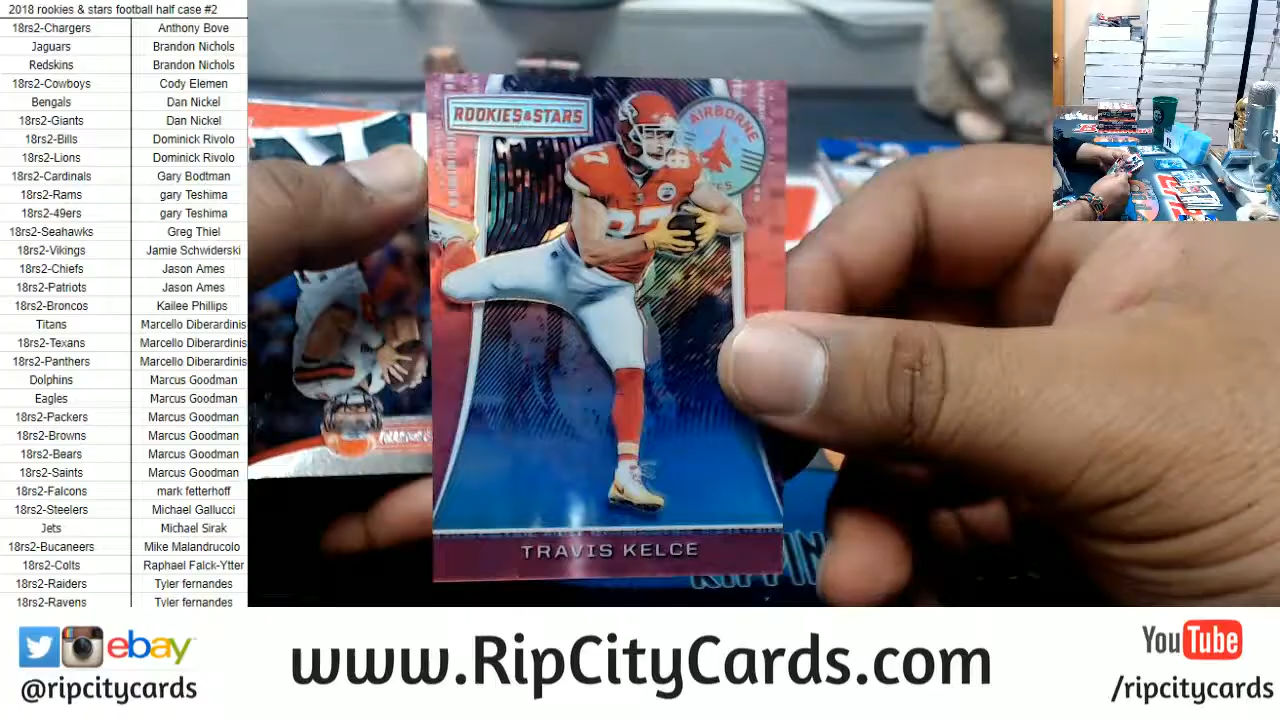 2018 rookies & stars football half case #2
18rs2-Chargers Anthony Bove
Jaguars Brandon Nichols
Redskins Brandon Nichols
18rs2-Cowboys Cody Elemen
Bengals Dan Nickel
18rs2-Giants Dan Nickel
18rs2-Bills Dominick Rivolo
18rs2-Lions Dominick Rivolo
18rs2-Cardinals Gary Bodtman
18rs2-Rams gary Teshima
18rs2-49ers gary Teshima
18rs2-Seahawks Greg Thiel
18rs2-Vikings Jamie Schwiderski
18rs2-Chiefs Jason Ames
18rs2-Patriots Jason Ames
18rs2-Broncos Kailee Phillips
Titans Marcello Diberardinis
18rs2-Texans Marcello Diberardinis
18rs2-Panthers Marcello Diberardinis
Dolphins Marcus Goodman
Eagles Marcus Goodman
18rs2-Packers Marcus Goodman
18rs2-Browns Marcus Goodman
18rs2-Bears Marcus Goodman
18rs2-Saints Marcus Goodman
18rs2-Falcons mark fetterhoff
18rs2-Steelers Michael Gallucci
Jets Michael Sirak
18rs2-Bucaneers Mike Malandrucolo
18rs2-Colts Raphael Falck-Ytter
18rs2-Raiders Tyler fernandes
18rs2-Ravens Tyler fernandes
ROOKIES & STARS
AIRBORNE
87
TRAVIS KELCE
ebay
@ripcitycards
www.RipCityCards.com
YouTube
/ripcitycards